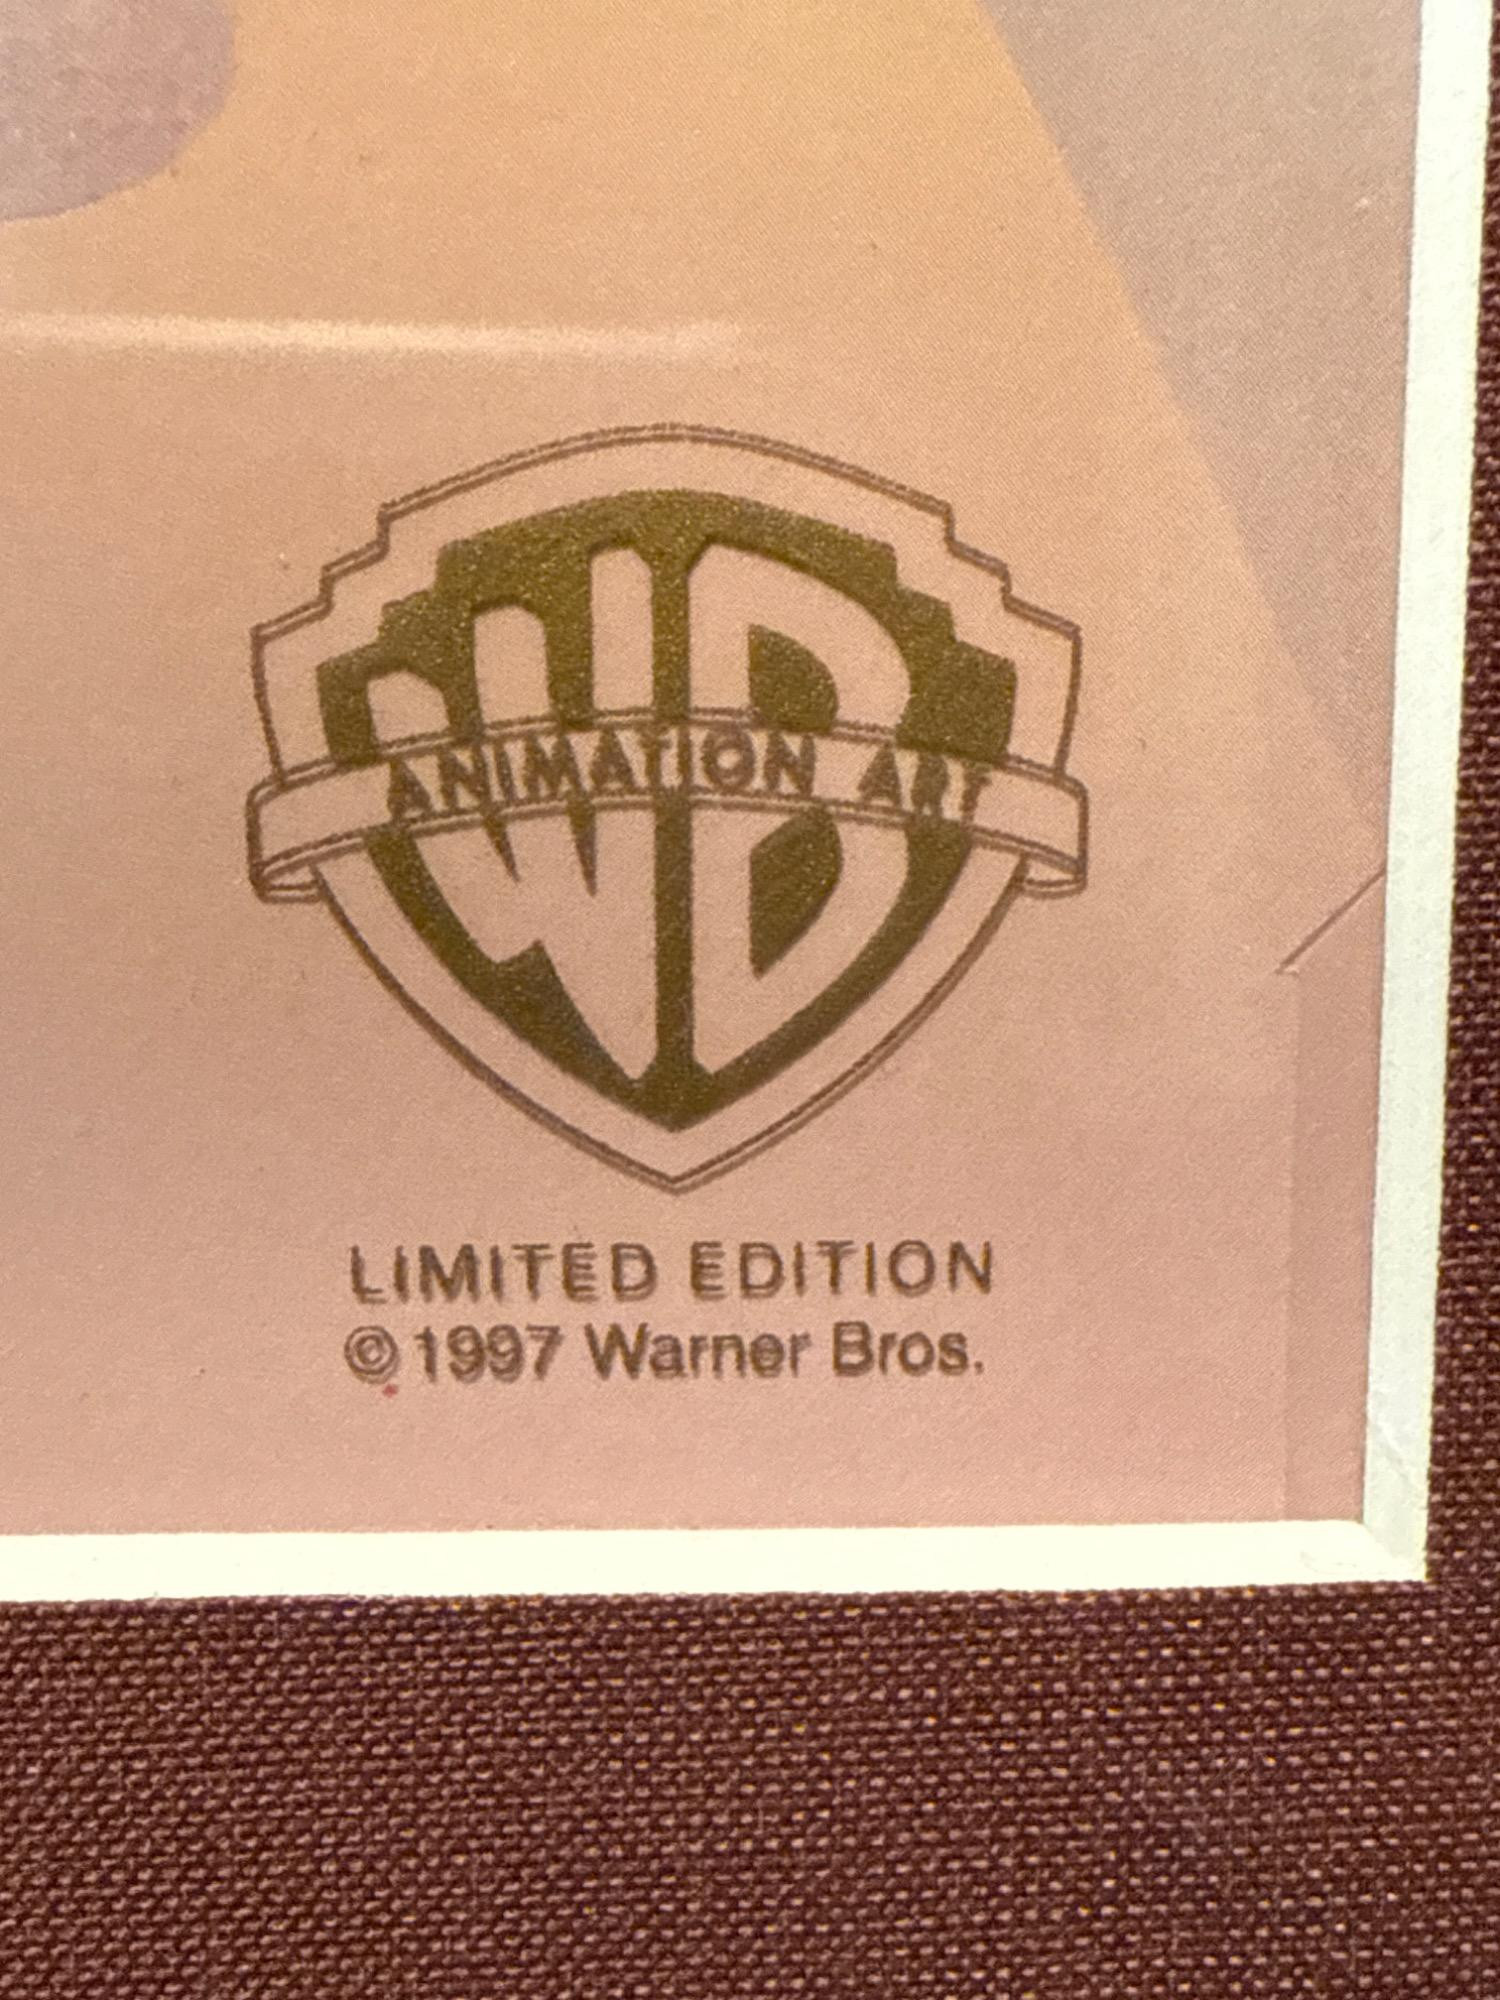 WB
ANIMATION ART
LIMITED EDITION
© 1997 Warner Bros.